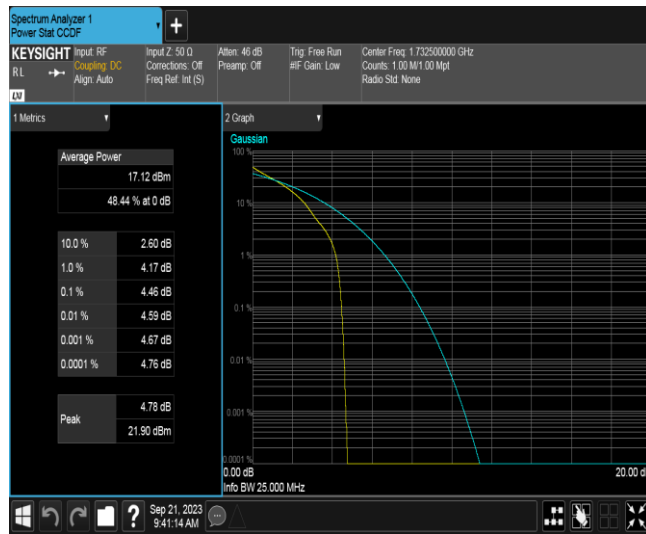 Spectrum Analyzer 1
Power Stat CCDF
+
KEYSIGHT
RL
LXI
Input: RF
Coupling: DC
Align: Auto
Input Z: 50 Ω
Corrections: Off
Freq Ref: Int (S)
Atten: 46 dB
Preamp: Off
Trig: Free Run
#IF Gain: Low
Center Freq: 1.732500000 GHz
Counts: 1.00 M/1.00 Mpt
Radio Std: None
1 Metrics
Average Power
17.12 dBm
48.44 % at 0 dB
10.0 % 2.60 dB
1.0 % 4.17 dB
0.1 % 4.46 dB
0.01 % 4.59 dB
0.001 % 4.67 dB
0.0001 % 4.76 dB
Peak
4.78 dB
21.90 dBm
2 Graph
Gaussian
100 %
10 %
1 %
0.1 %
0.01 %
0.001 %
0.0001 %
0.00 dB
20.00 d
Info BW 25.000 MHz
?
Sep 21, 2023
9:41:14 AM